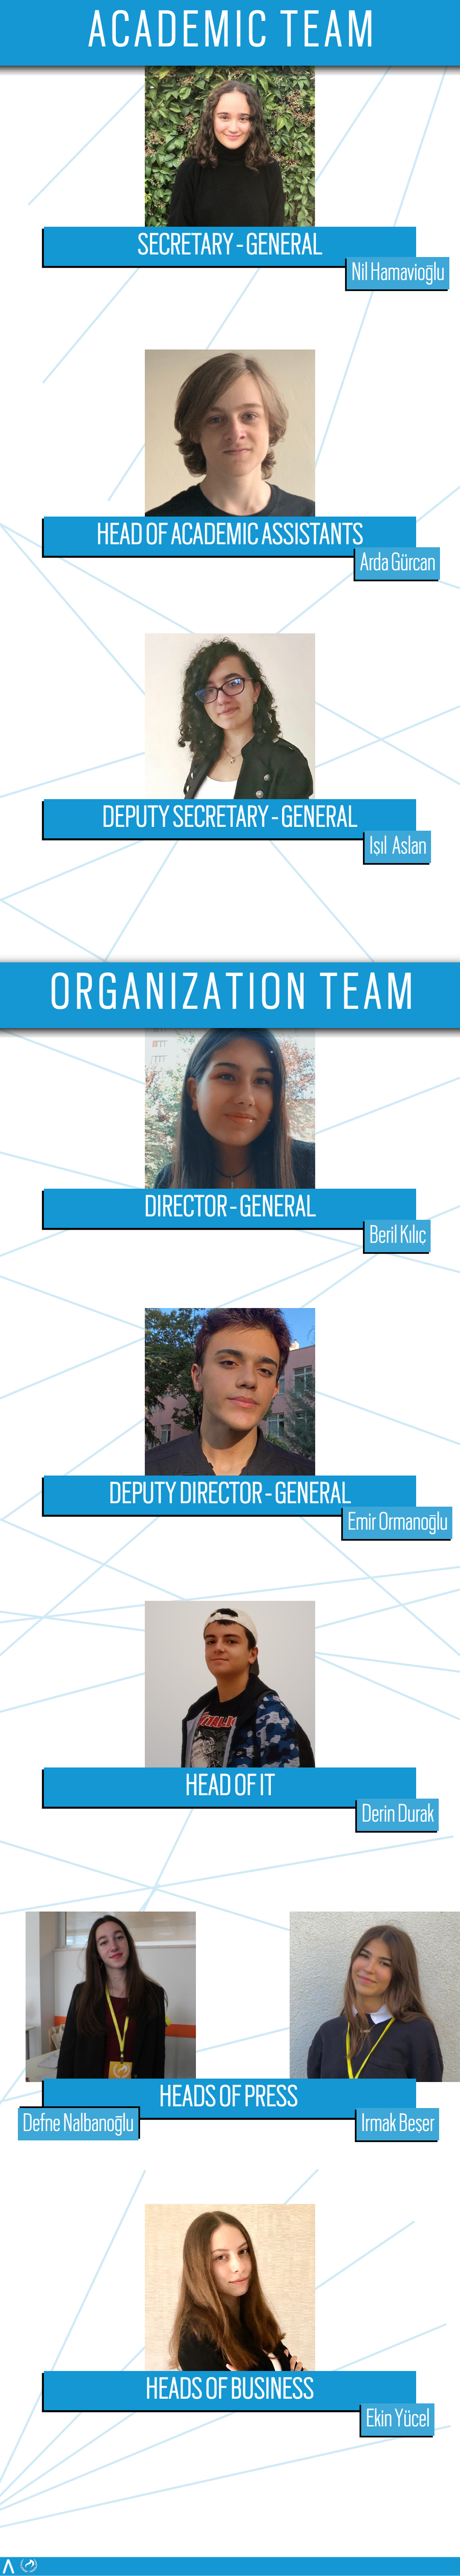 ACADEMIC TEAM
SECRETARY - GENERAL
Nil Hamavioğlu
HEAD OF ACADEMIC ASSISTANTS
Arda Gürcan
DEPUTY SECRETARY - GENERAL
Işıl Aslan
ORGANIZATION TEAM
DIRECTOR - GENERAL
Beril Kılıç
DEPUTY DIRECTOR - GENERAL
Emir Ormanoğlu
HEAD OF IT
Derin Durak
HEADS OF PRESS
Defne Nalbanoğlu
Irmak Beşer
HEADS OF BUSINESS
Ekin Yücel